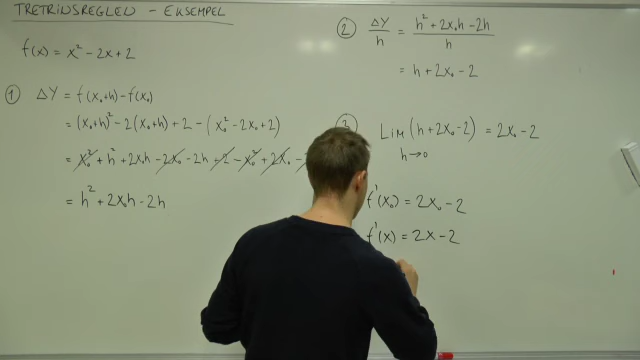 TRETRINSREGLEN - EKSEMPEL
f(x) = x² - 2x + 2
① ΔY = f(x₀+h) - f(x₀)
= (x₀+h)² - 2(x₀+h) + 2 - (x₀² - 2x₀ + 2)
= x₀² + h² + 2x₀h - 2x₀ - 2h + 2 - x₀² + 2x₀ -
= h² + 2x₀h - 2h
② ΔY/h = (h² + 2x₀h - 2h)/h
= h + 2x₀ - 2
③ Lim (h + 2x₀ - 2) = 2x₀ - 2
h→0
f'(x₀) = 2x₀ - 2
f'(x) = 2x - 2